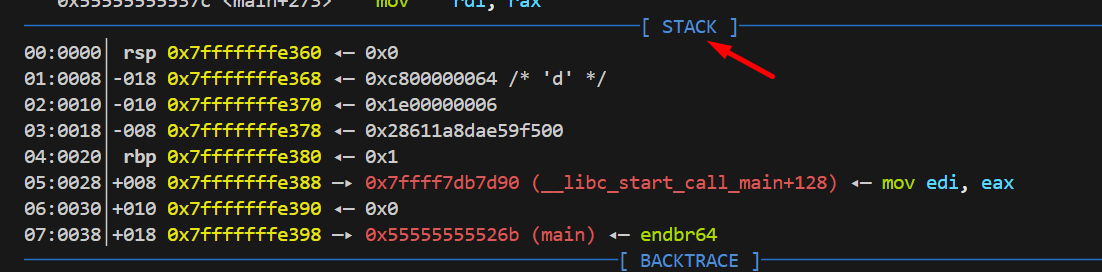 0x55555555537c <main+273> mov rdi, rax
[ STACK ]
00:0000│ rsp 0x7fffffffe360 ◂— 0x0
01:0008│-018 0x7fffffffe368 ◂— 0xc800000064 /* 'd' */
02:0010│-010 0x7fffffffe370 ◂— 0x1e00000006
03:0018│-008 0x7fffffffe378 ◂— 0x28611a8dae59f500
04:0020│ rbp 0x7fffffffe380 ◂— 0x1
05:0028│+008 0x7fffffffe388 —▸ 0x7ffff7db7d90 (__libc_start_call_main+128) ◂— mov edi, eax
06:0030│+010 0x7fffffffe390 ◂— 0x0
07:0038│+018 0x7fffffffe398 —▸ 0x55555555526b (main) ◂— endbr64
[ BACKTRACE ]